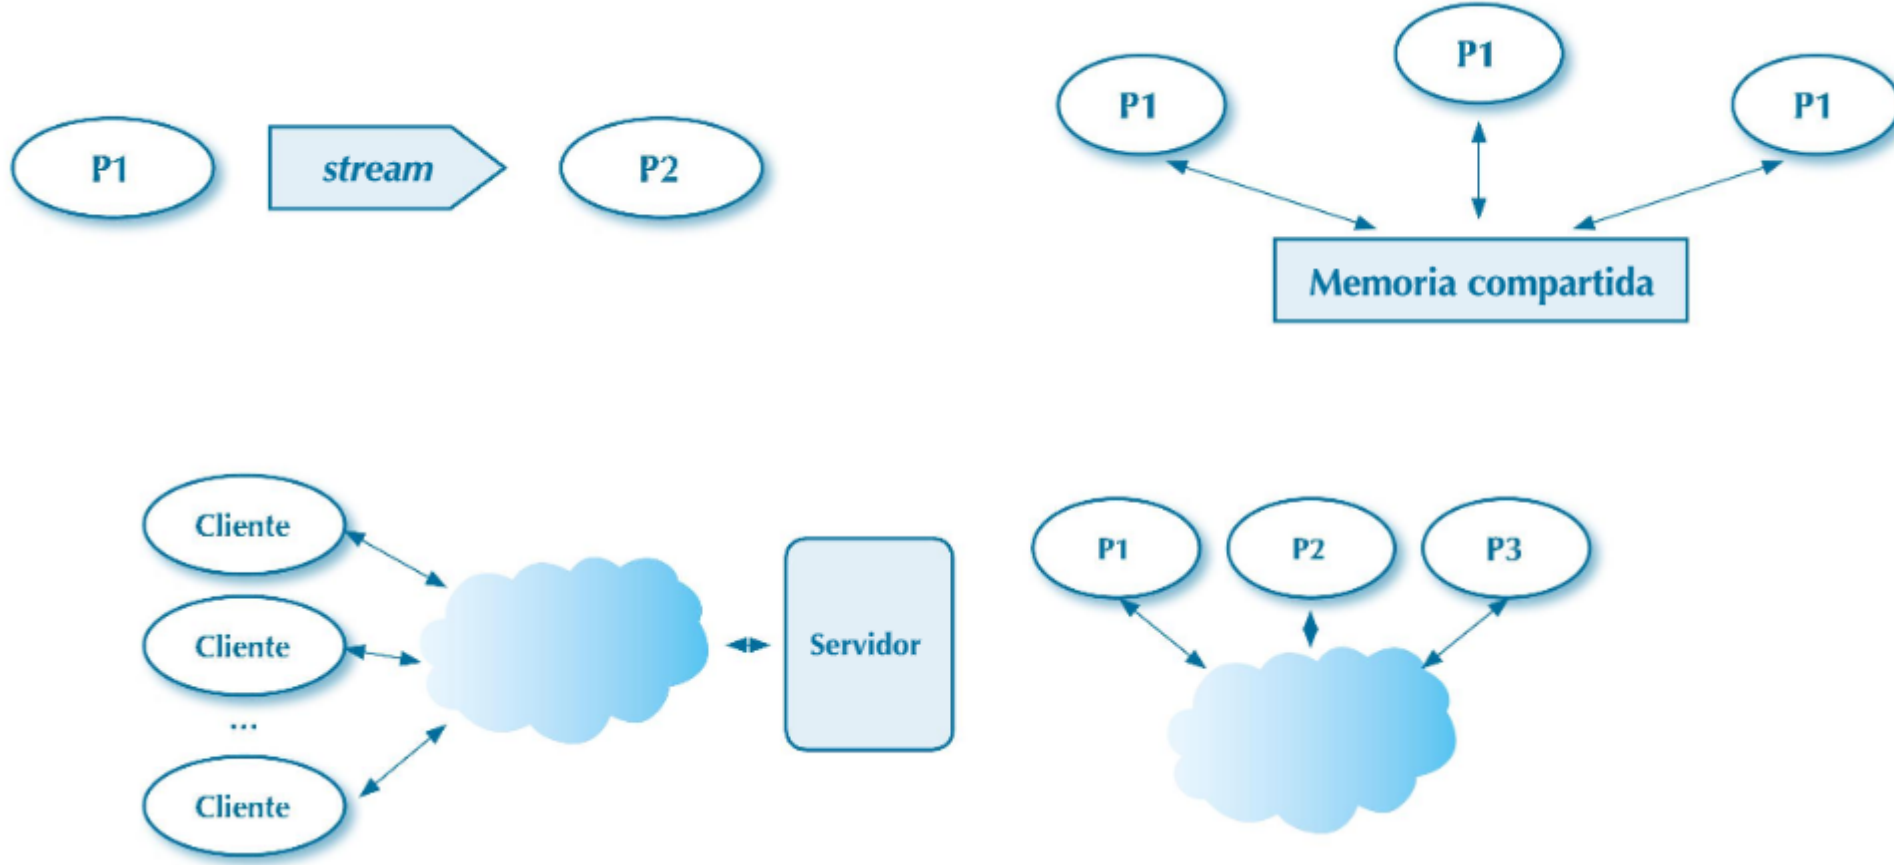 P1
stream
P2
P1
P1
P1
Memoria compartida
Cliente
Cliente
...
Cliente
Servidor
P1
P2
P3